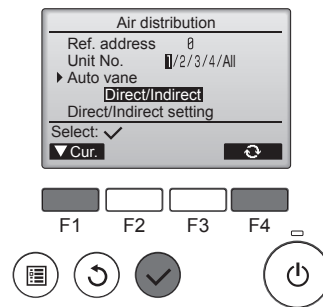 Air distribution
Ref. address 0
Unit No. 1/2/3/4/All
Auto vane
Direct/Indirect
Direct/Indirect setting
Select: ✓
▼ Cur.
F1 F2 F3 F4